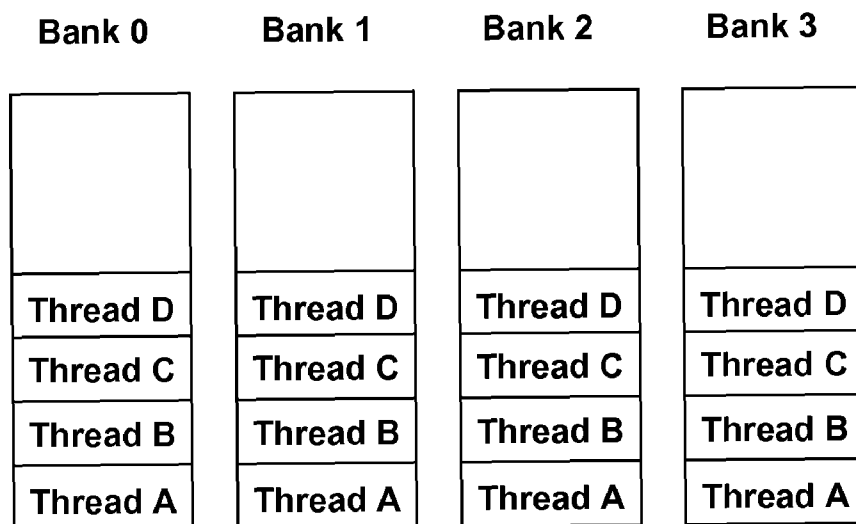 Bank 0 Bank 1 Bank 2 Bank 3
Thread D Thread D Thread D Thread D
Thread C Thread C Thread C Thread C
Thread B Thread B Thread B Thread B
Thread A Thread A Thread A Thread A